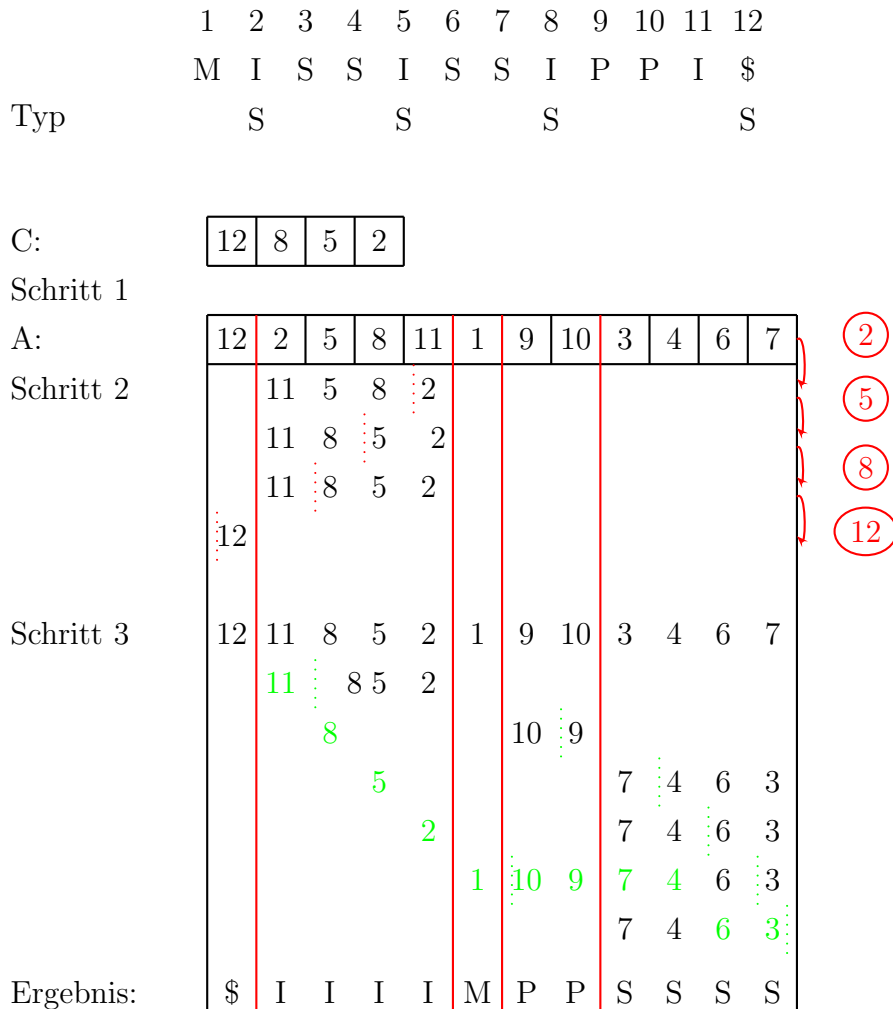 1 2 3 4 5 6 7 8 9 10 11 12
M I S S I S S I P P I $
Typ S S S S
C: 12 8 5 2
Schritt 1
A: 12 2 5 8 11 1 9 10 3 4 6 7 2
Schritt 2 11 5 8 2 5
11 8 5 2
11 8 5 2 8
12 12
Schritt 3 12 11 8 5 2 1 9 10 3 4 6 7
11 8 5 2
8 10 9
5 7 4 6 3
2 7 4 6 3
1 10 9 7 4 6 3
7 4 6 3
Ergebnis: $ I I I I M P P S S S S